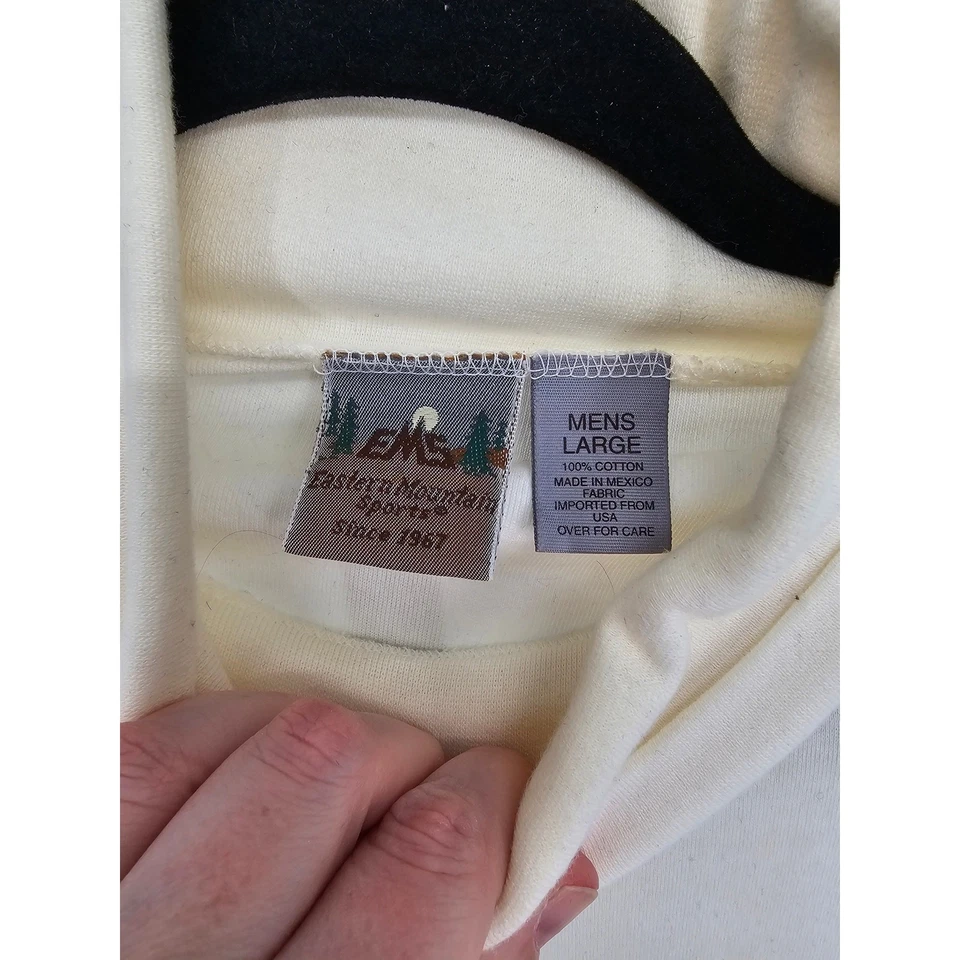 EMS
Eastern Mountain
Sports®
since 1967
MENS
LARGE
100% COTTON
MADE IN MEXICO
FABRIC
IMPORTED FROM
USA
OVER FOR CARE